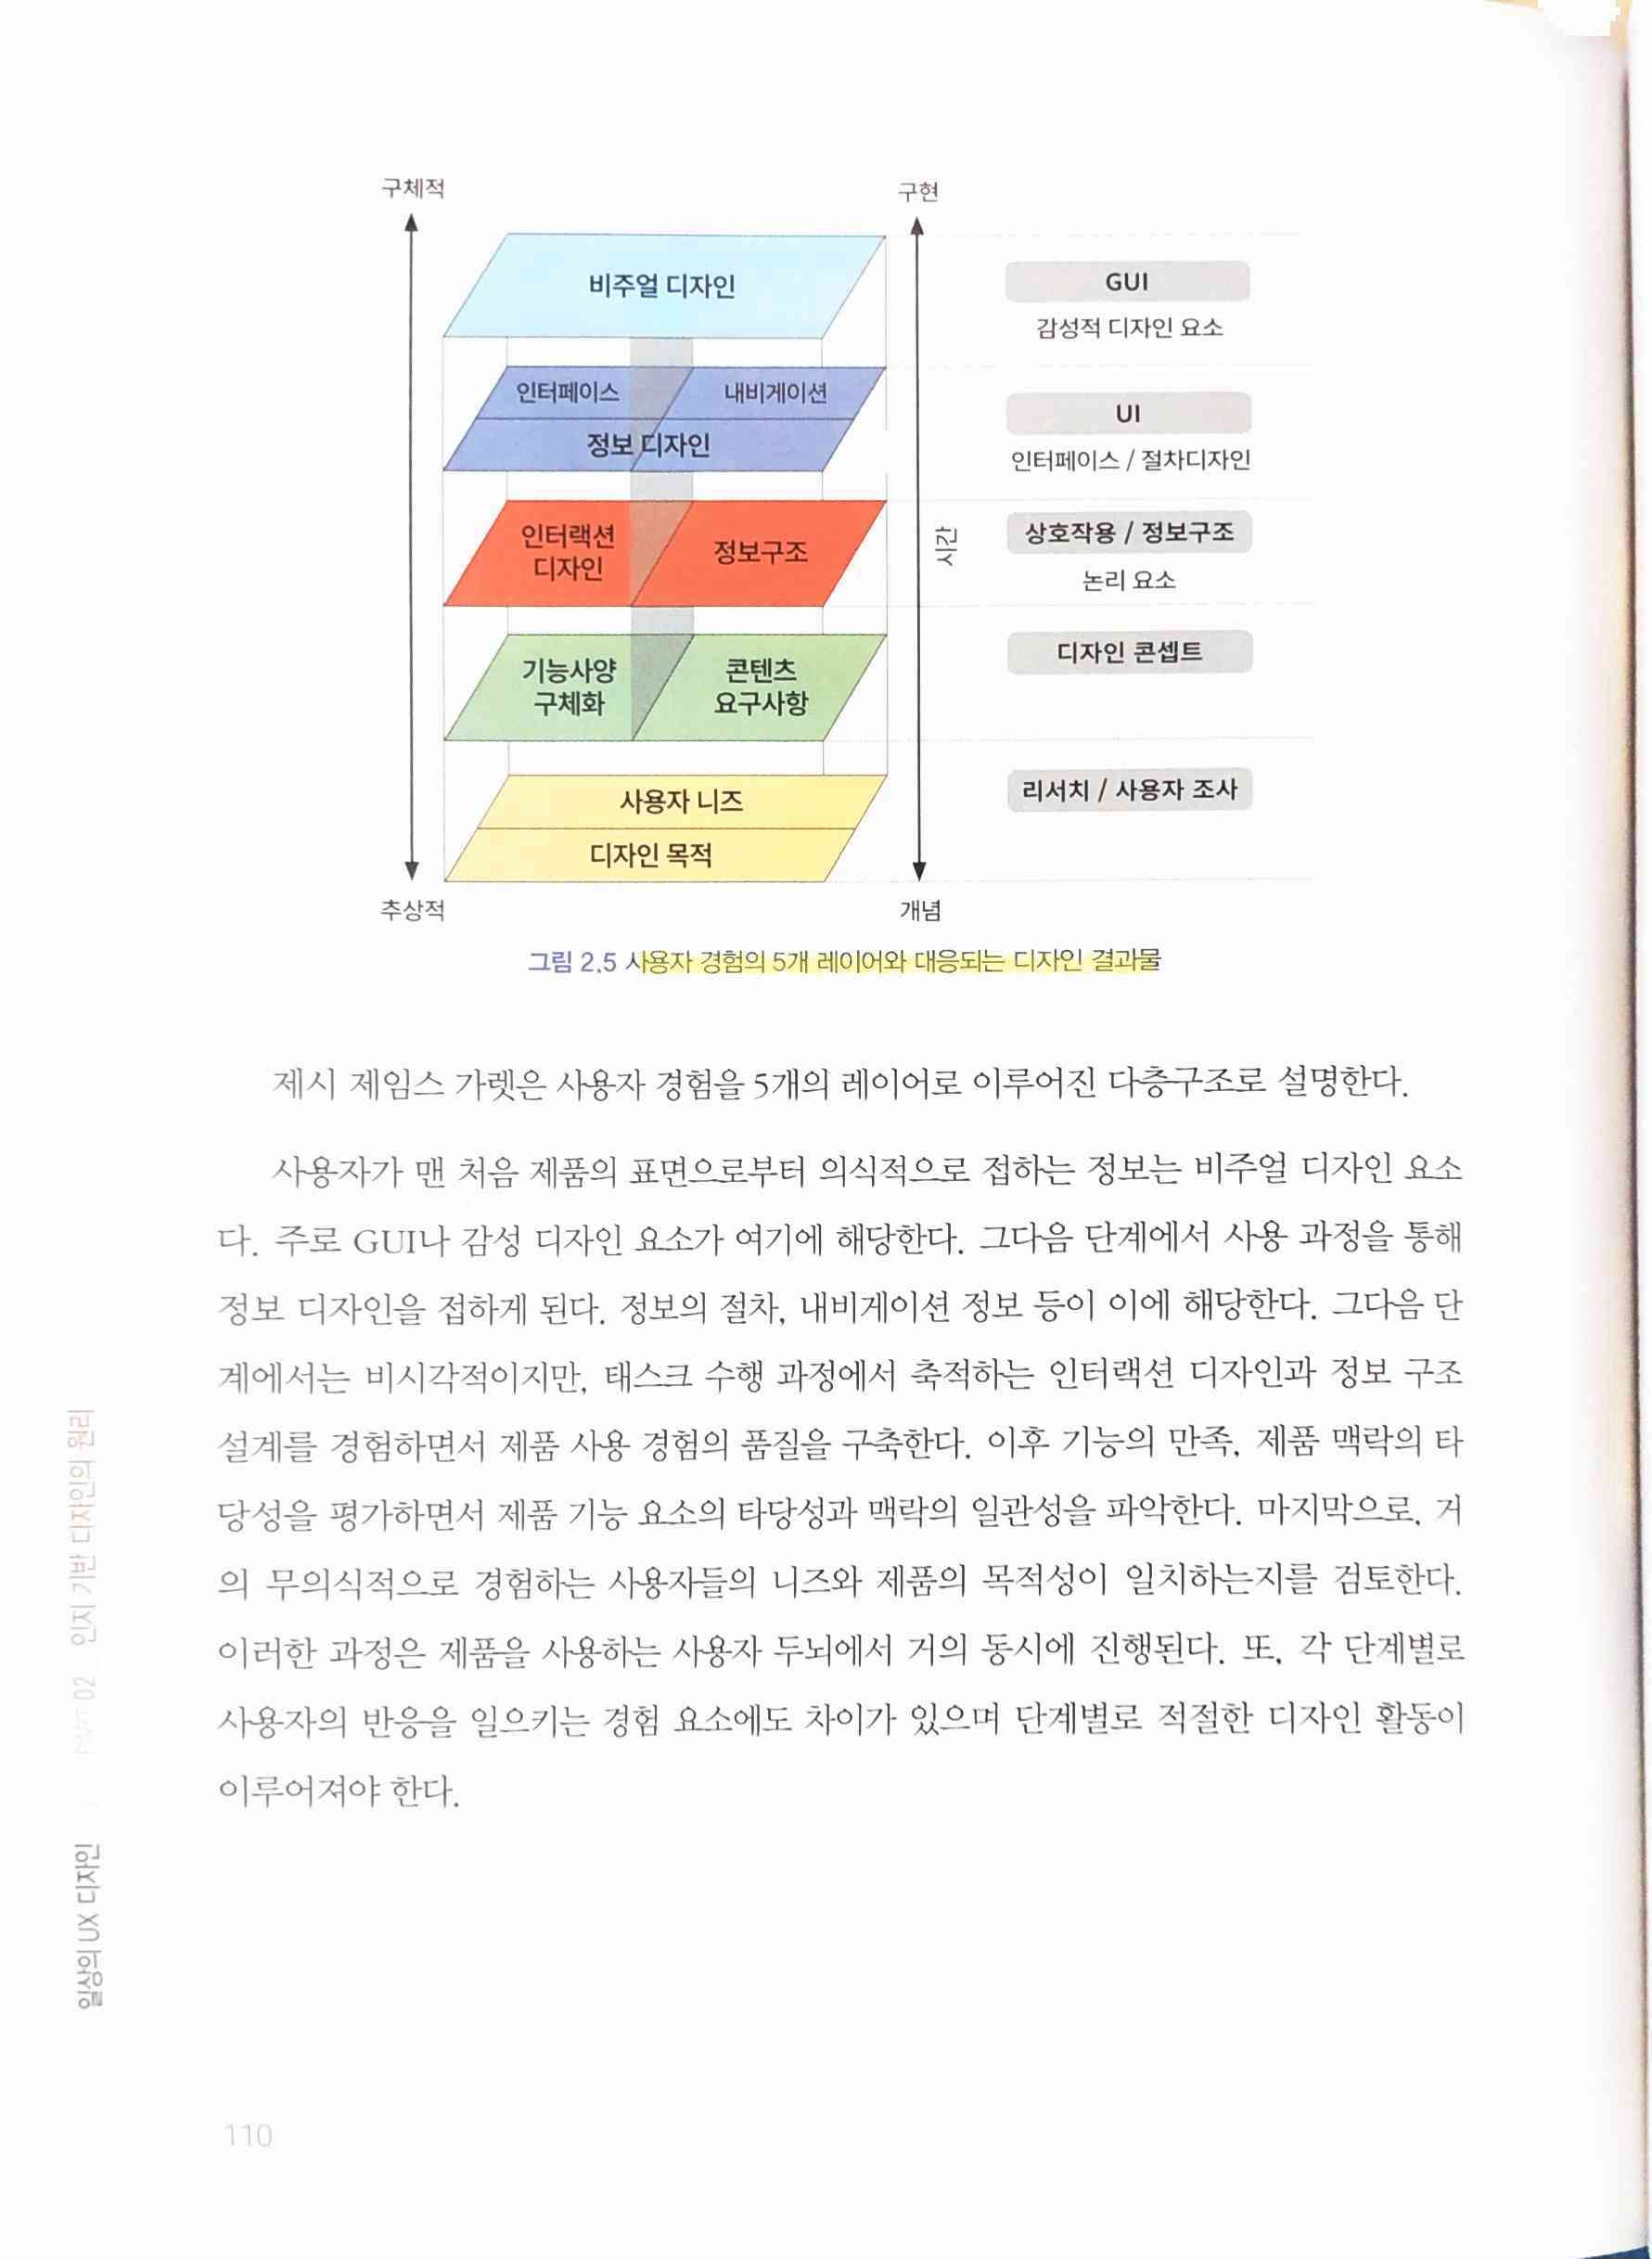 구체적
구현
비주얼 디자인
GUI
감성적 디자인 요소
인터페이스
내비게이션
정보 디자인
UI
인터페이스 / 절차디자인
인터랙션
디자인
정보구조
시간
상호작용 / 정보구조
논리 요소
기능사양
구체화
콘텐츠
요구사항
디자인 콘셉트
사용자 니즈
디자인 목적
리서치 / 사용자 조사
추상적
개념
그림 2.5 사용자 경험의 5개 레이어와 대응되는 디자인 결과물
제시 제임스 가렛은 사용자 경험을 5개의 레이어로 이루어진 다층구조로 설명한다.
사용자가 맨 처음 제품의 표면으로부터 의식적으로 접하는 정보는 비주얼 디자인 요소
다. 주로 GUI나 감성 디자인 요소가 여기에 해당한다. 그다음 단계에서 사용 과정을 통해
정보 디자인을 접하게 된다. 정보의 절차, 내비게이션 정보 등이 이에 해당한다. 그다음 단
계에서는 비시각적이지만, 태스크 수행 과정에서 축적하는 인터랙션 디자인과 정보 구조
설계를 경험하면서 제품 사용 경험의 품질을 구축한다. 이후 기능의 만족, 제품 맥락의 타
당성을 평가하면서 제품 기능 요소의 타당성과 맥락의 일관성을 파악한다. 마지막으로, 거
의 무의식적으로 경험하는 사용자들의 니즈와 제품의 목적성이 일치하는지를 검토한다.
이러한 과정은 제품을 사용하는 사용자 두뇌에서 거의 동시에 진행된다. 또, 각 단계별로
사용자의 반응을 일으키는 경험 요소에도 차이가 있으며 단계별로 적절한 디자인 활동이
이루어져야 한다.
일상의 UX 디자인 / Part 02 _ 인지 기반 디자인의 원리
110